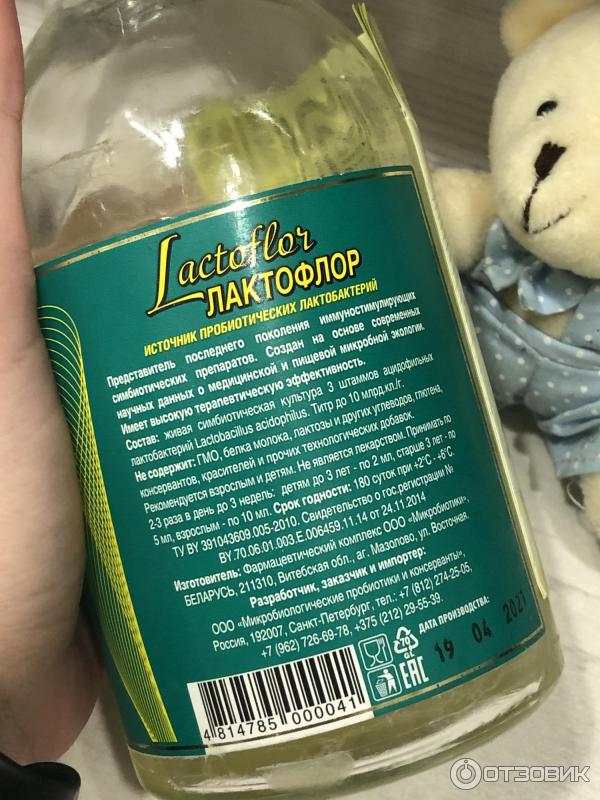 Lactoflor
ЛАКТОФЛОР
ИСТОЧНИК ПРОБИОТИЧЕСКИХ ЛАКТОБАКТЕРИЙ
Представитель последнего поколения иммуностимулирующих
симбиотических препаратов. Создан на основе современных
научных данных о медицинской и пищевой микробной экологии.
Имеет высокую терапевтическую эффективность.
Состав: живая симбиотическая культура 3 штаммов ацидофильных
лактобактерий Lactobacillus acidophilus. Титр до 10 млрд.кл./г.
Не содержит: ГМО, белка молока, лактозы и других углеводов, глютена,
консервантов, красителей и прочих технологических добавок.
Рекомендуется взрослым и детям. Не является лекарством. Принимать по
2-3 раза в день до 3 недель: детям до 3 лет - по 2 мл, старше 3 лет - по
5 мл, взрослым - по 10 мл. Срок годности: 180 суток при +2°С - +6°С.
TУ BY 391043609.005-2010. Свидетельство о гос.регистрации №
BY.70.06.01.003.Е.006459.11.14 от 24.11.2014
Изготовитель: Фармацевтический комплекс ООО «Микробиотики»,
БЕЛАРУСЬ, 211310, Витебская обл., аг. Мазолово, ул. Восточная.
Разработчик, заказчик и импортер:
ООО «Микробиологические пробиотики и консерванты»,
Россия, 192007, Санкт-Петербург, тел.: +7 (812) 274-25-05,
+7 (962) 726-69-78, +375 (212) 29-55-39.
ДАТА ПРОИЗВОДСТВА:
19 04 2021
70
GL
EAC
4 814785 000041
ОТЗОВИК